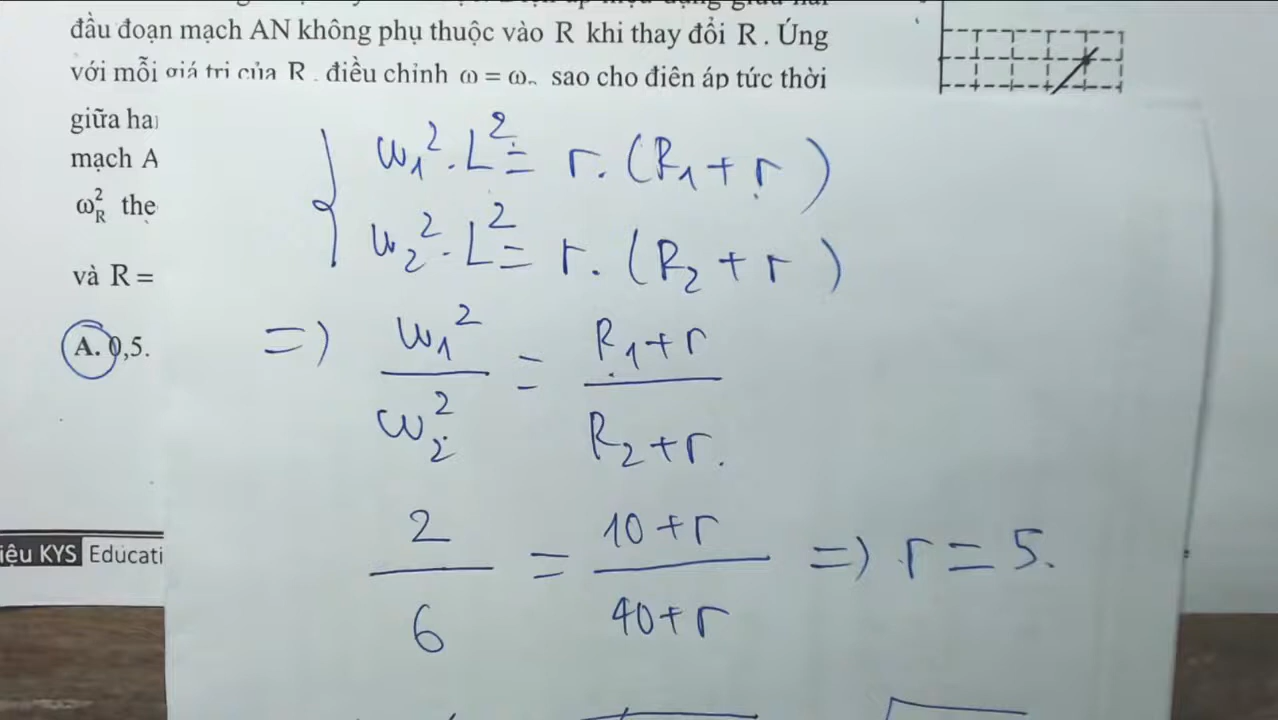 đầu đoạn mạch AN không phụ thuộc vào R khi thay đổi R. Ứng
với mỗi giá trị của R, điều chỉnh ω = ω sao cho điện áp tức thời
giữa hai
mạch A
ω²_R the
và R =
A. 0,5.
ω₁².L² = r.(R₁ + r)
ω₂².L² = r.(R₂ + r)
=> ω₁²/ω₂² = (R₁ + r)/(R₂ + r).
2/6 = (10 + r)/(40 + r) => r = 5.
iệu KYS Educati